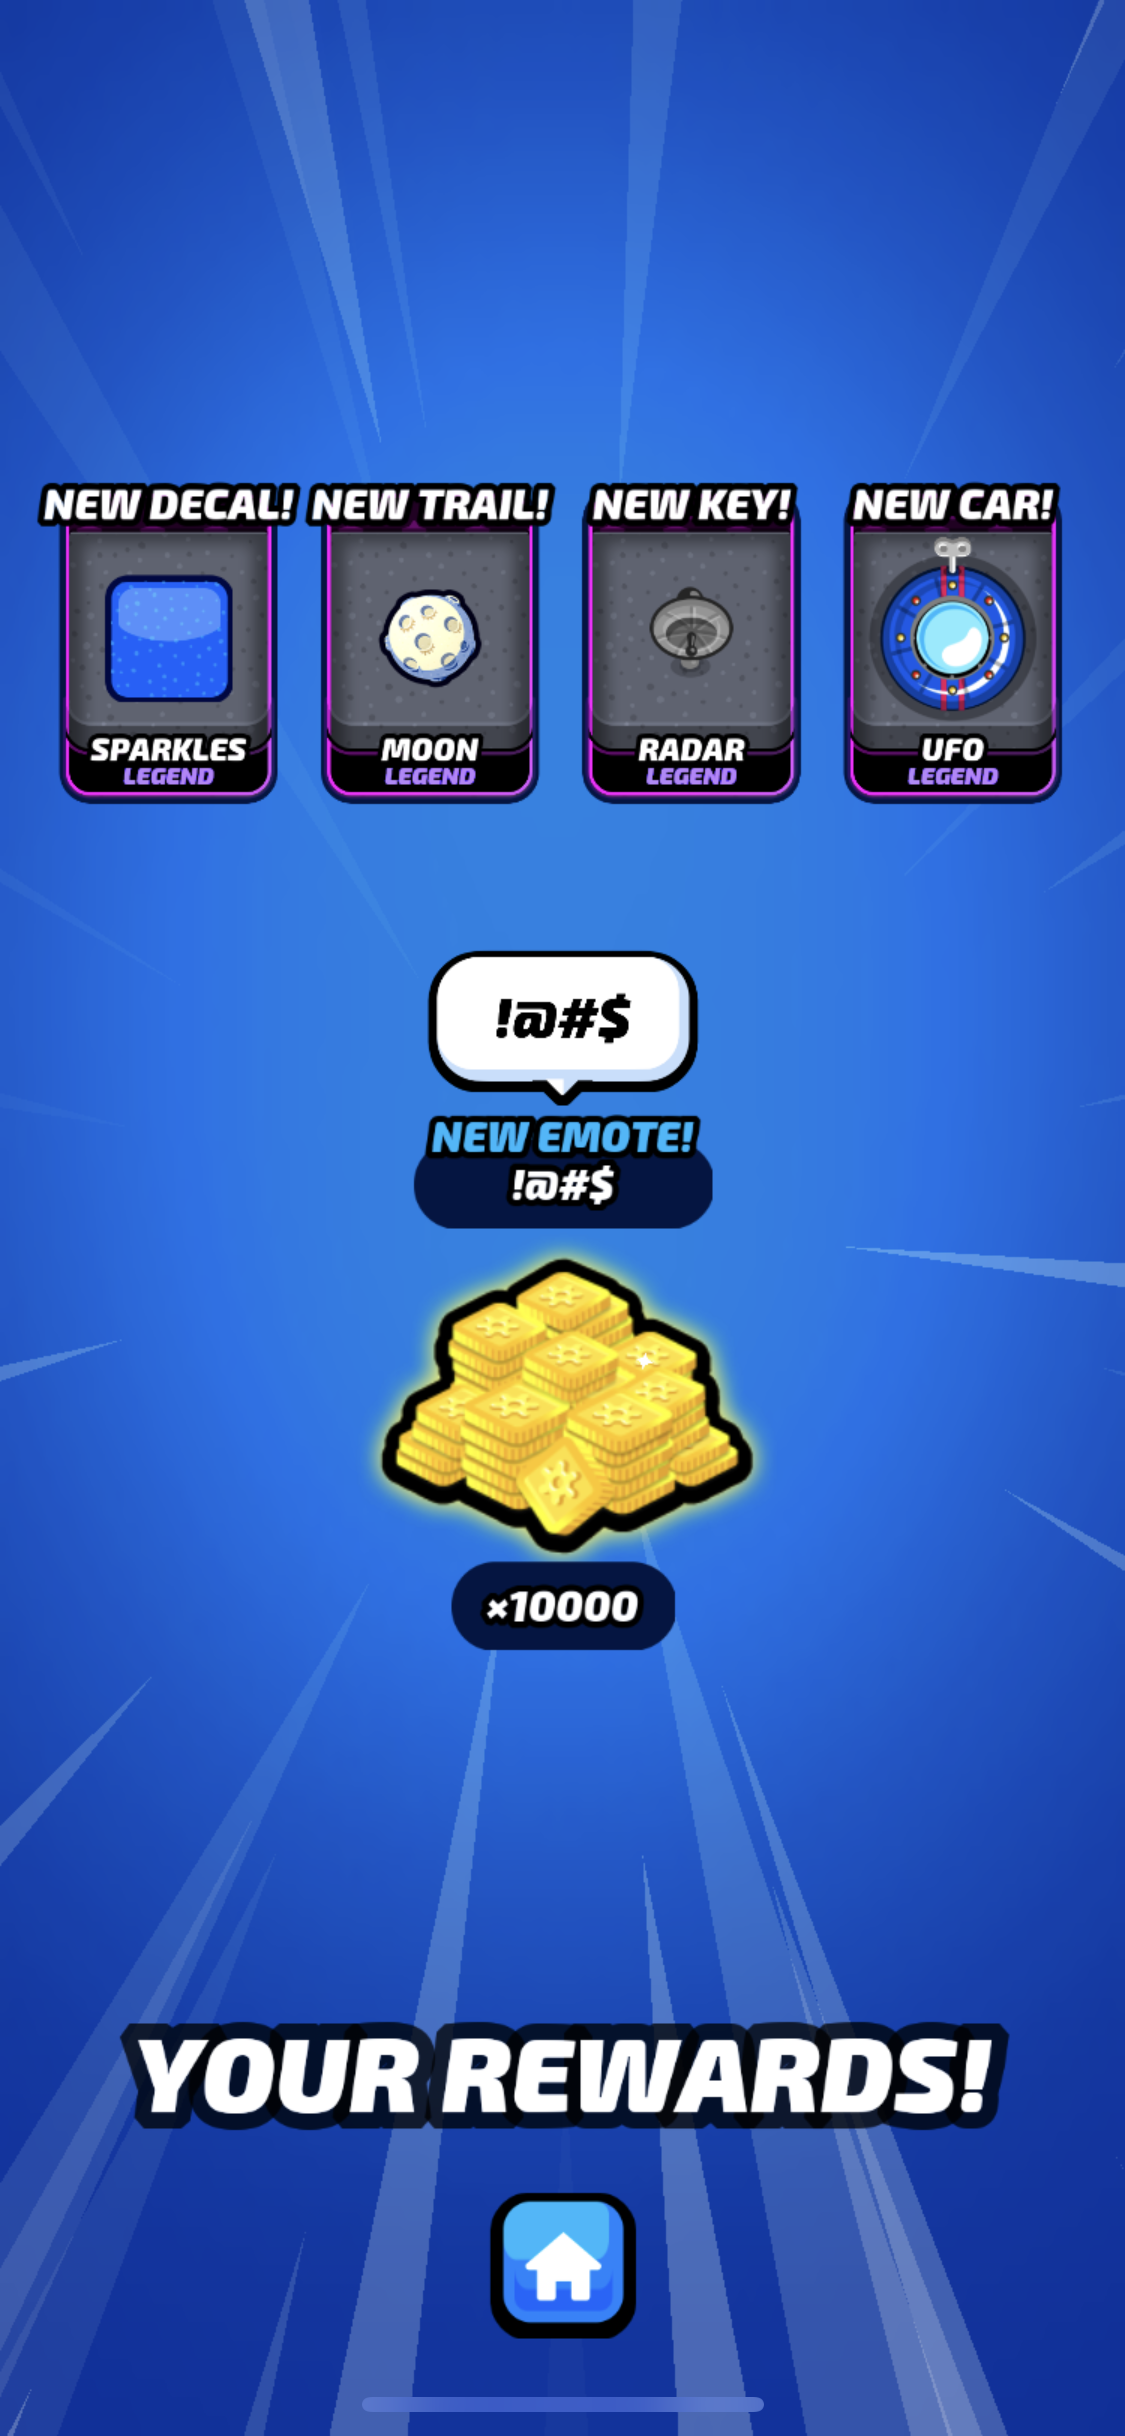 NEW DECAL! NEW TRAIL! NEW KEY! NEW CAR!
SPARKLES MOON RADAR UFO
LEGEND LEGEND LEGEND LEGEND
!@#$
NEW EMOTE!
!@#$
×10000
YOUR REWARDS!